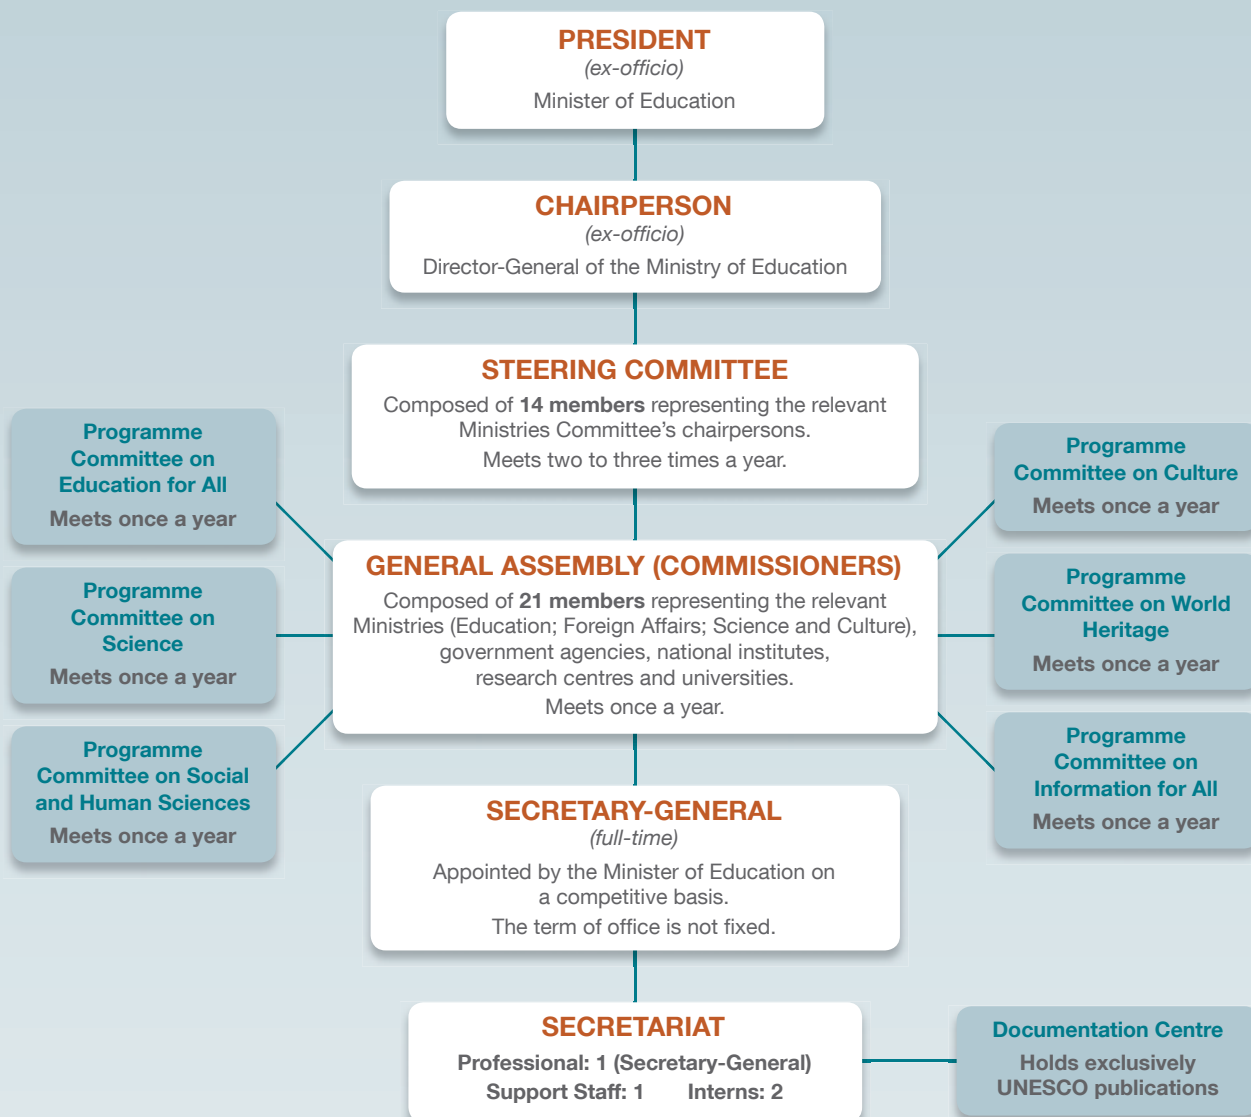 PRESIDENT
(ex-officio)
Minister of Education
CHAIRPERSON
(ex-officio)
Director-General of the Ministry of Education
STEERING COMMITTEE
Composed of 14 members representing the relevant
Ministries Committee’s chairpersons.
Meets two to three times a year.
Programme
Committee on
Education for All
Meets once a year
Programme
Committee on
Science
Meets once a year
Programme
Committee on Social
and Human Sciences
Meets once a year
GENERAL ASSEMBLY (COMMISSIONERS)
Composed of 21 members representing the relevant
Ministries (Education; Foreign Affairs; Science and Culture),
government agencies, national institutes,
research centres and universities.
Meets once a year.
Programme
Committee on Culture
Meets once a year
Programme
Committee on World
Heritage
Meets once a year
Programme
Committee on
Information for All
Meets once a year
SECRETARY-GENERAL
(full-time)
Appointed by the Minister of Education on
a competitive basis.
The term of office is not fixed.
SECRETARIAT
Professional: 1 (Secretary-General)
Support Staff: 1 Interns: 2
Documentation Centre
Holds exclusively
UNESCO publications